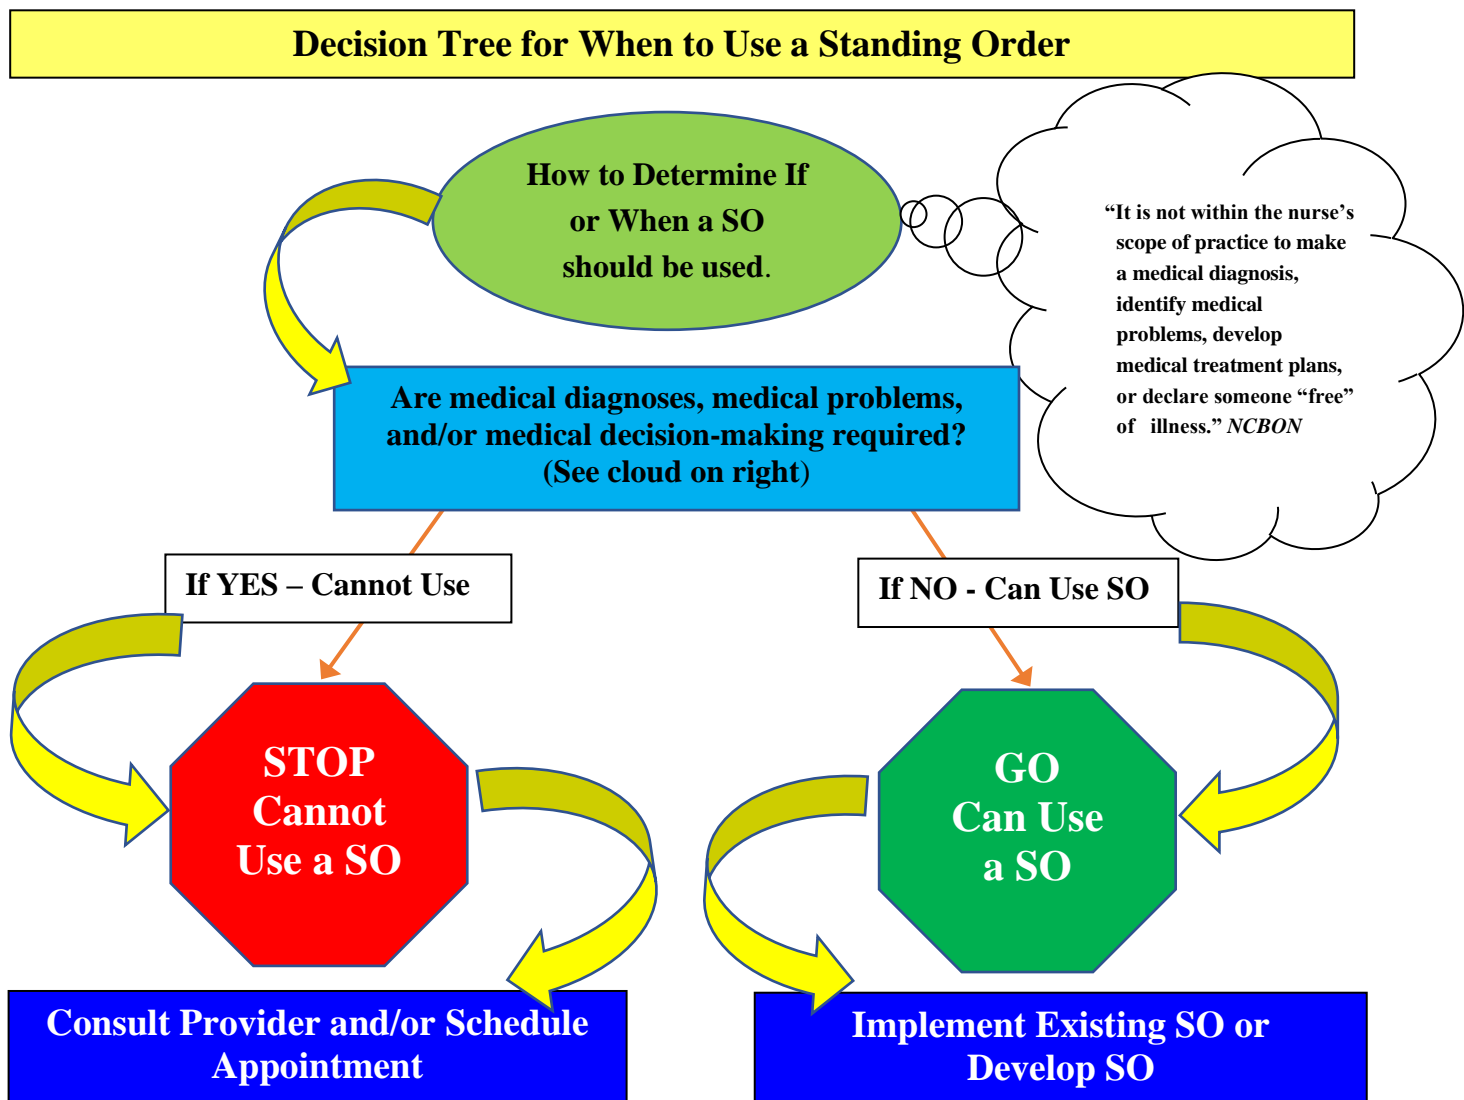 Decision Tree for When to Use a Standing Order
How to Determine If
or When a SO
should be used.
“It is not within the nurse’s
scope of practice to make
a medical diagnosis,
identify medical
problems, develop
medical treatment plans,
or declare someone “free”
of illness.” NCBON
Are medical diagnoses, medical problems,
and/or medical decision-making required?
(See cloud on right)
If YES – Cannot Use
If NO - Can Use SO
STOP
Cannot
Use a SO
GO
Can Use
a SO
Consult Provider and/or Schedule
Appointment
Implement Existing SO or
Develop SO